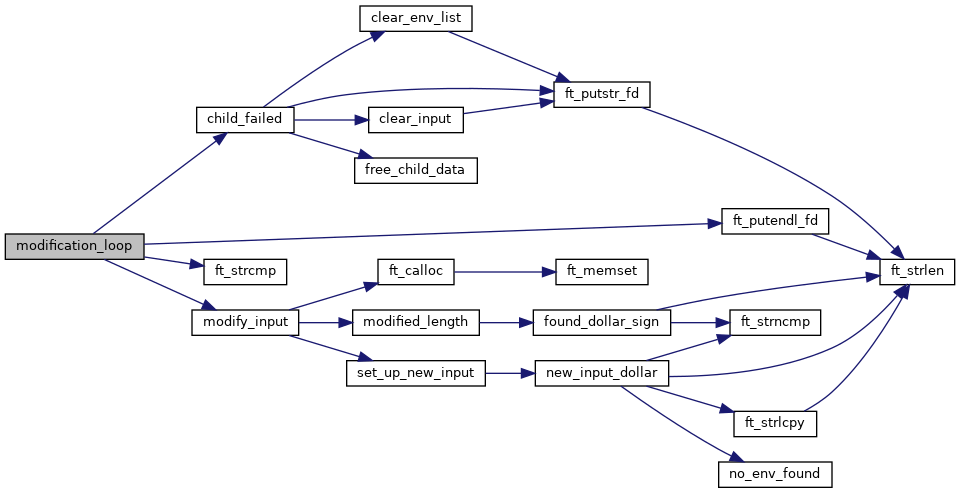 clear_env_list
ft_putstr_fd
child_failed
clear_input
free_child_data
ft_putendl_fd
modification_loop
ft_strcmp
ft_calloc
ft_memset
ft_strlen
modify_input
modified_length
found_dollar_sign
ft_strncmp
set_up_new_input
new_input_dollar
ft_strlcpy
no_env_found